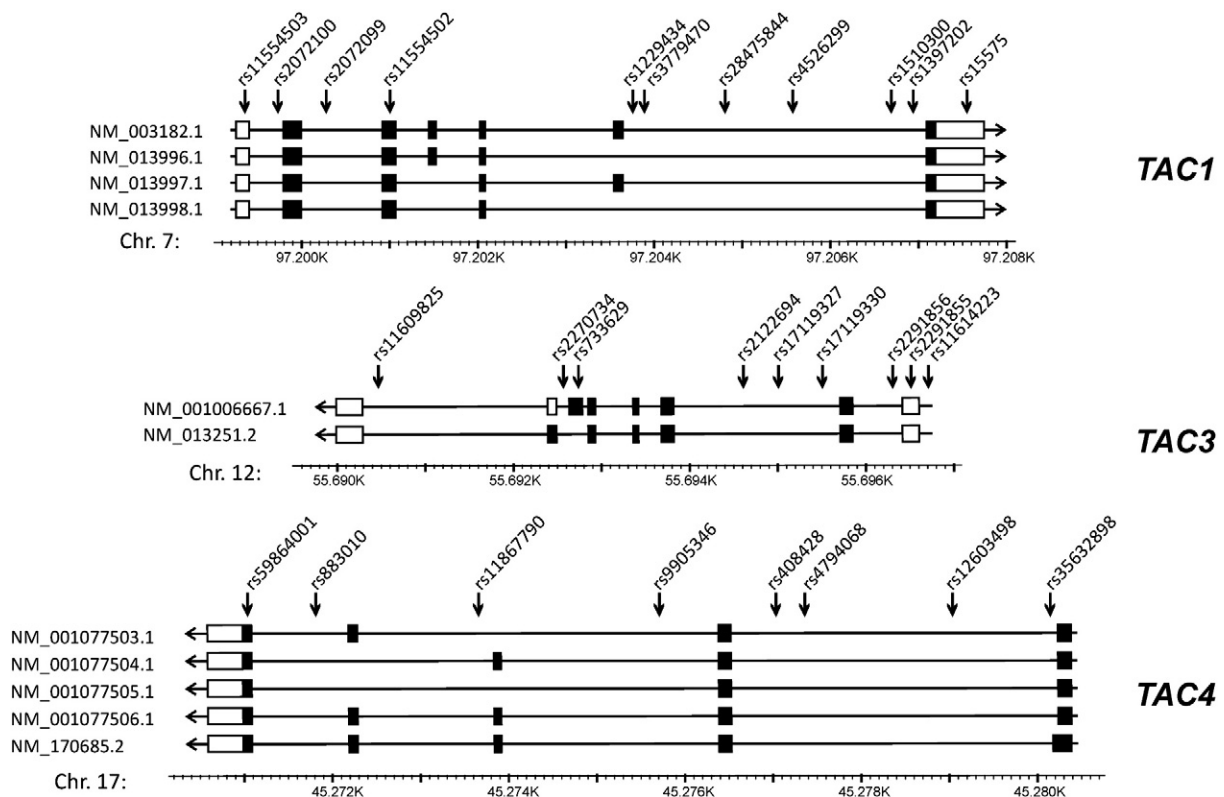 rs11554503 rs2072100 rs2072099 rs11554502 rs1229434 rs3779470 rs28475844 rs4526299 rs1510300 rs1397202 rs15575
NM_003182.1
NM_013996.1
NM_013997.1
NM_013998.1
TAC1
Chr. 7:
97.200K 97.202K 97.204K 97.206K 97.208K
rs11609825 rs2270734 rs733629 rs2122694 rs17119327 rs17119330 rs2291856 rs2291855 rs11614223
NM_001006667.1
NM_013251.2
TAC3
Chr. 12:
55.690K 55.692K 55.694K 55.696K
rs59864001 rs883010 rs11867790 rs9905346 rs408428 rs4794068 rs12603498 rs35632898
NM_001077503.1
NM_001077504.1
NM_001077505.1
NM_001077506.1
NM_170685.2
TAC4
Chr. 17:
45.272K 45.274K 45.276K 45.278K 45.280K